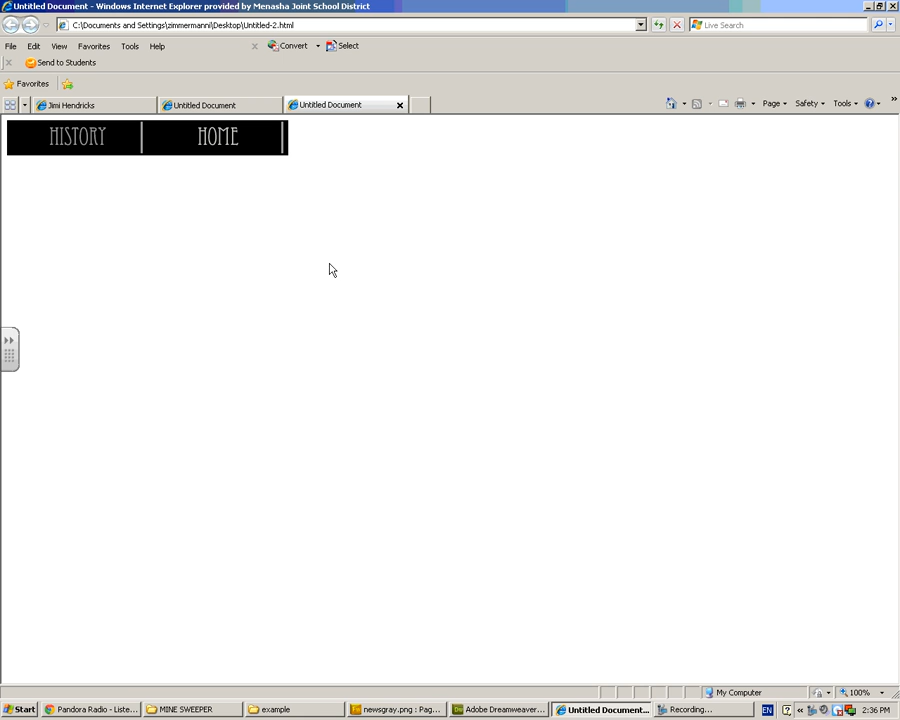 Untitled Document - Windows Internet Explorer provided by Menasha Joint School District
C:\Documents and Settings\zimmermannl\Desktop\Untitled-2.html
Live Search
File Edit View Favorites Tools Help
Convert Select
Send to Students
Favorites
Jimi Hendricks Untitled Document Untitled Document
Page Safety Tools
HISTORY HOME
My Computer 100%
Start Pandora Radio - Liste... MINE SWEEPER example newsgray.png : Pag... Adobe Dreamweaver... Untitled Document... Recording... EN 2:36 PM